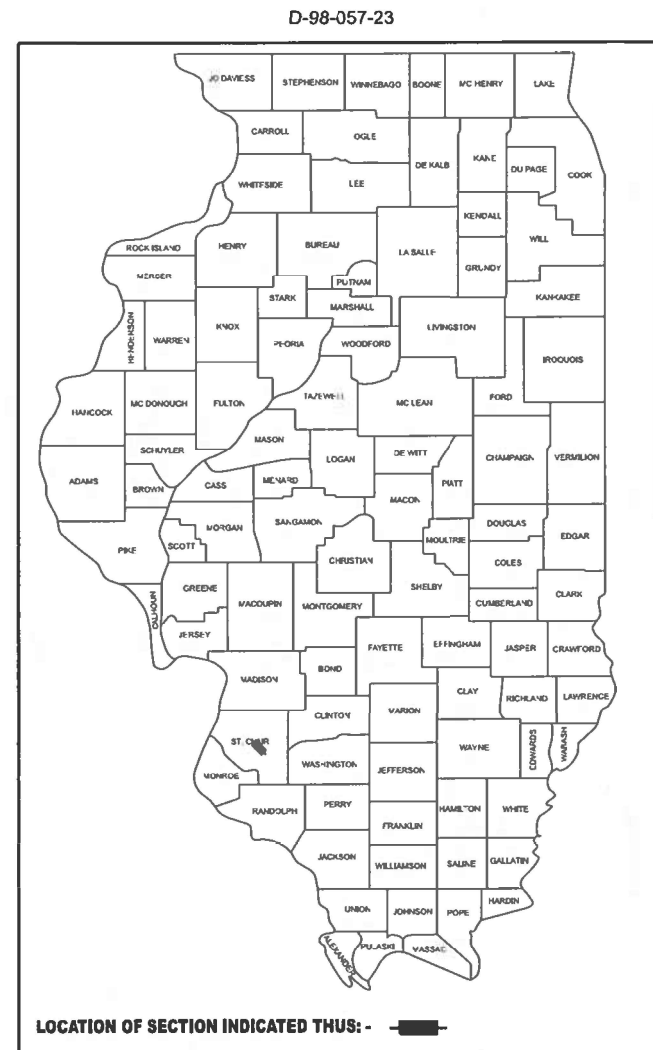 D-98-057-23
JO DAVIESS
STEPHENSON
WINNEBAGO
BOONE
MC HENRY
LAKE
CARROLL
OGLE
DE KALB
KANE
DU PAGE
COOK
WHITESIDE
LEE
KENDALL
WILL
ROCK ISLAND
HENRY
BUREAU
LA SALLE
GRUNDY
MERCER
PUTNAM
STARK
MARSHALL
KANKAKEE
HENDERSON
WARREN
KNOX
PEORIA
WOODFORD
LIVINGSTON
IROQUOIS
HANCOCK
MC DONOUGH
FULTON
TAZEWELL
MC LEAN
FORD
MASON
SCHUYLER
LOGAN
DE WITT
CHAMPAIGN
VERMILION
ADAMS
BROWN
CASS
MENARD
PIATT
MACON
MORGAN
SANGAMON
DOUGLAS
EDGAR
PIKE
SCOTT
CHRISTIAN
MOULTRIE
COLES
SHELBY
GREENE
MACOUPIN
MONTGOMERY
CUMBERLAND
CLARK
CALHOUN
JERSEY
FAYETTE
EFFINGHAM
JASPER
CRAWFORD
MADISON
BOND
CLAY
RICHLAND
LAWRENCE
CLINTON
MARION
ST. CLAIR
WAYNE
EDWARDS
WABASH
WASHINGTON
JEFFERSON
MONROE
RANDOLPH
PERRY
HAMILTON
WHITE
FRANKLIN
JACKSON
WILLIAMSON
SALINE
GALLATIN
UNION
JOHNSON
POPE
HARDIN
ALEXANDER
PULASKI
MASSAC
LOCATION OF SECTION INDICATED THUS: -